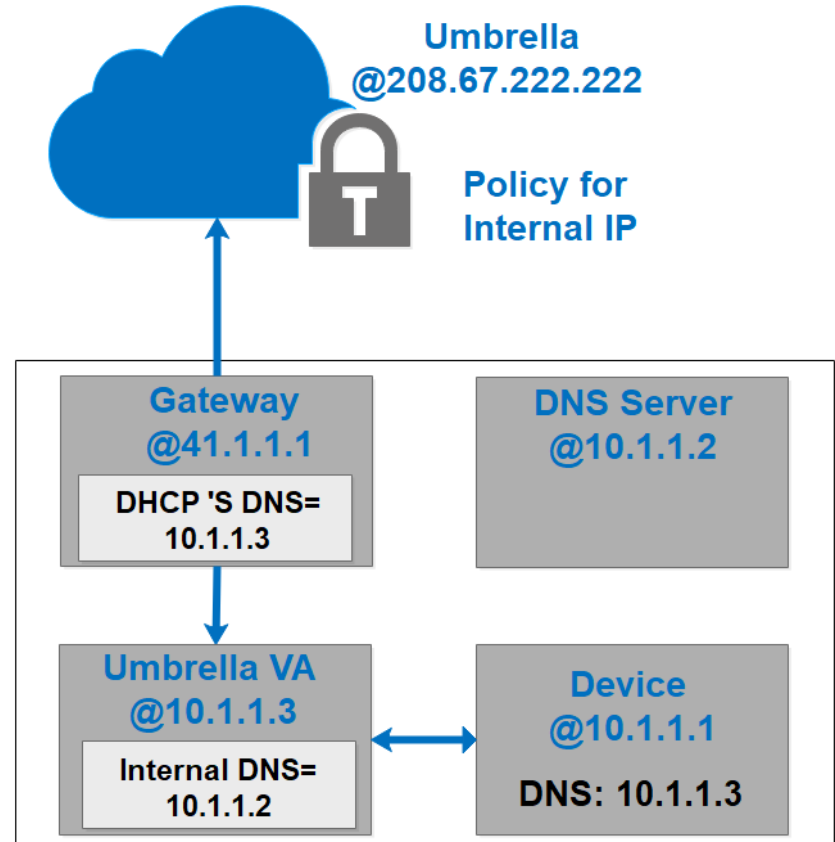 Umbrella
@208.67.222.222
T
Policy for
Internal IP
Gateway
@41.1.1.1
DHCP 'S DNS=
10.1.1.3
DNS Server
@10.1.1.2
Umbrella VA
@10.1.1.3
Internal DNS=
10.1.1.2
Device
@10.1.1.1
DNS: 10.1.1.3